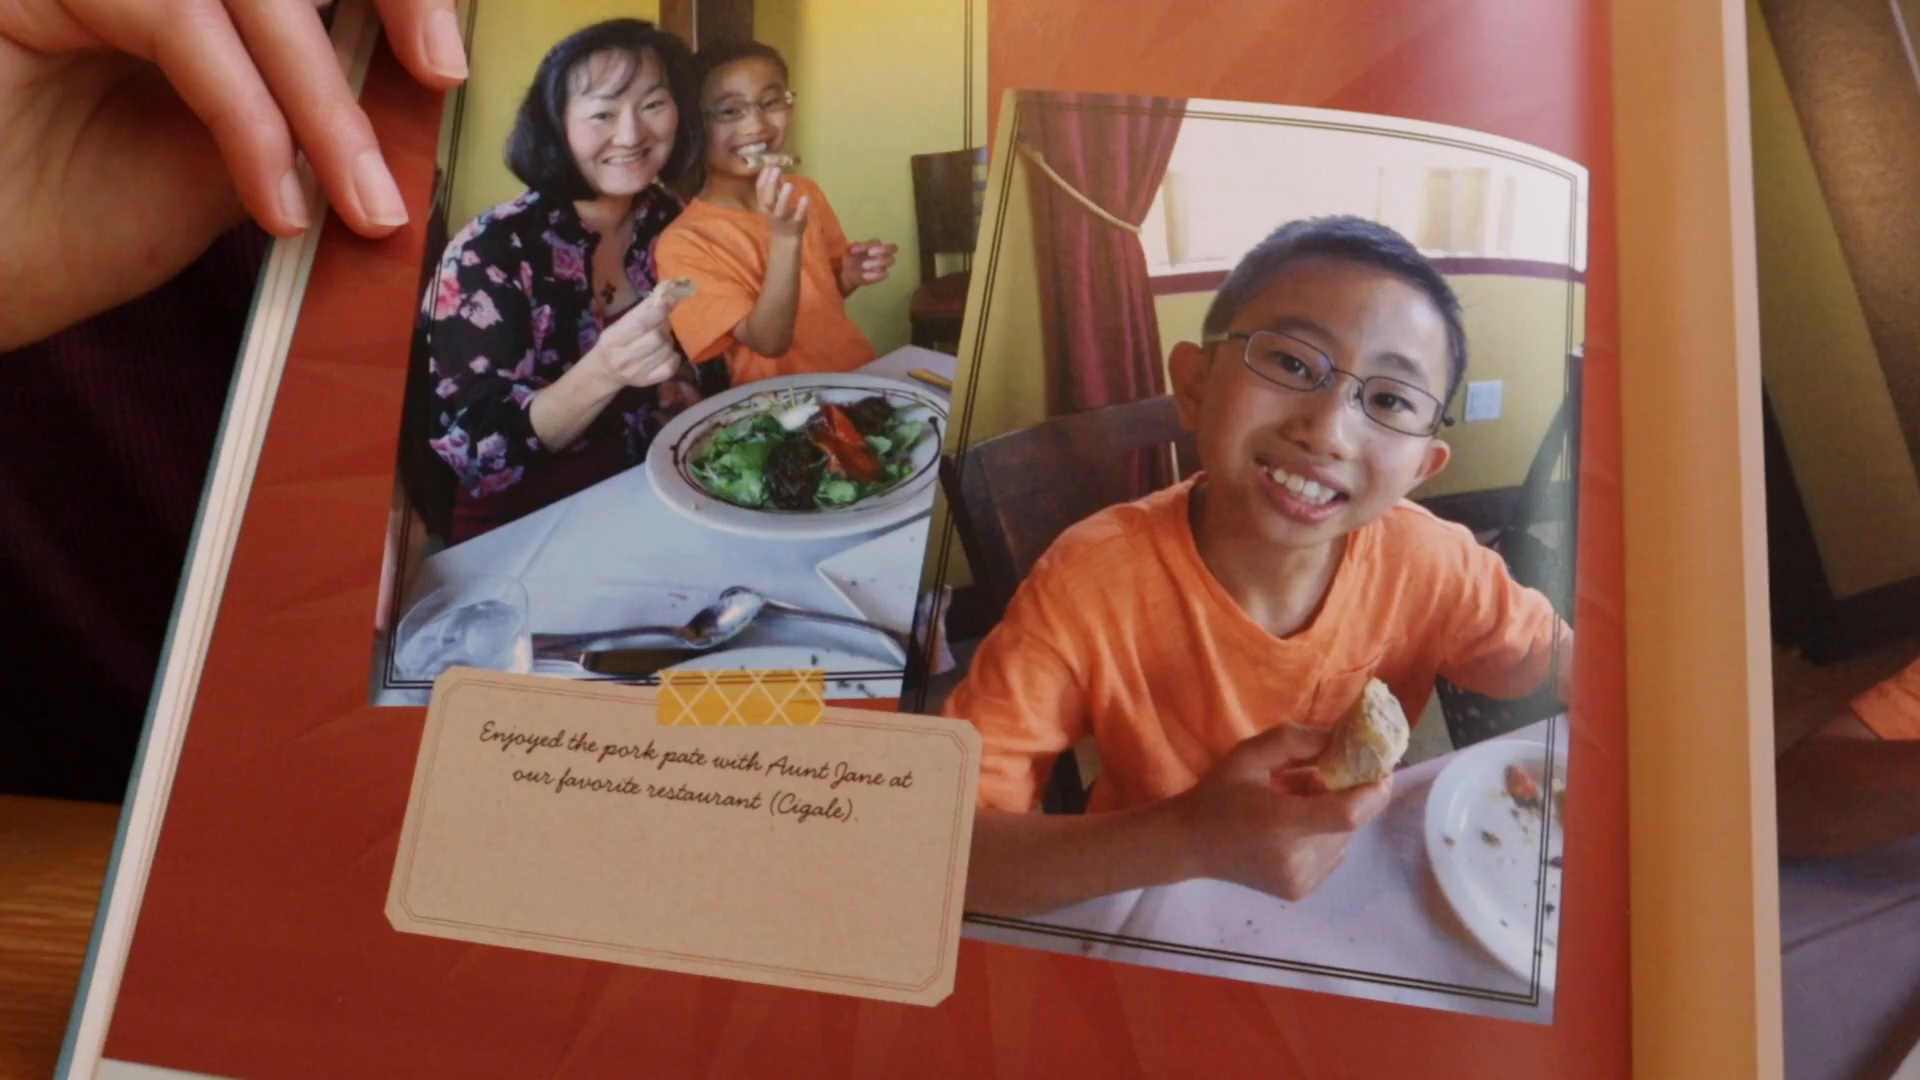 Enjoyed the pork pate with Aunt Jane at
our favorite restaurant (Cigale).